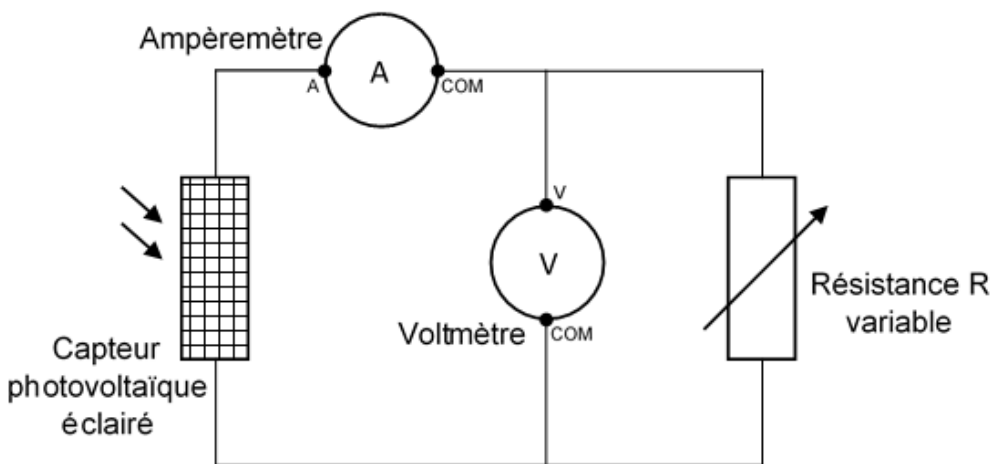 Ampèremètre
A
A
COM
V
V
COM
Voltmètre
Capteur
photovoltaïque
éclairé
Résistance R
variable